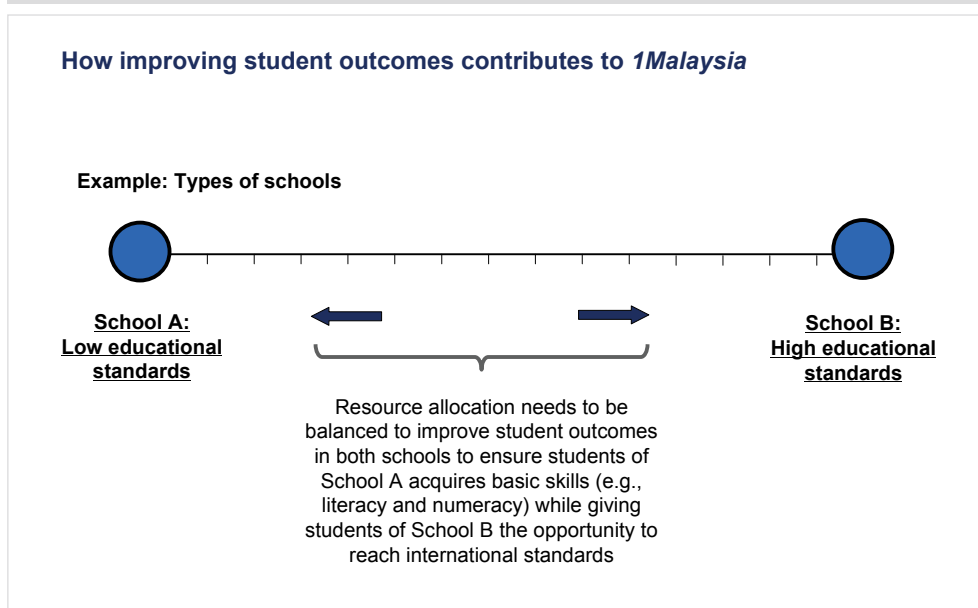 How improving student outcomes contributes to 1Malaysia
Example: Types of schools
School A:
Low educational
standards
School B:
High educational
standards
Resource allocation needs to be
balanced to improve student outcomes
in both schools to ensure students of
School A acquires basic skills (e.g.,
literacy and numeracy) while giving
students of School B the opportunity to
reach international standards